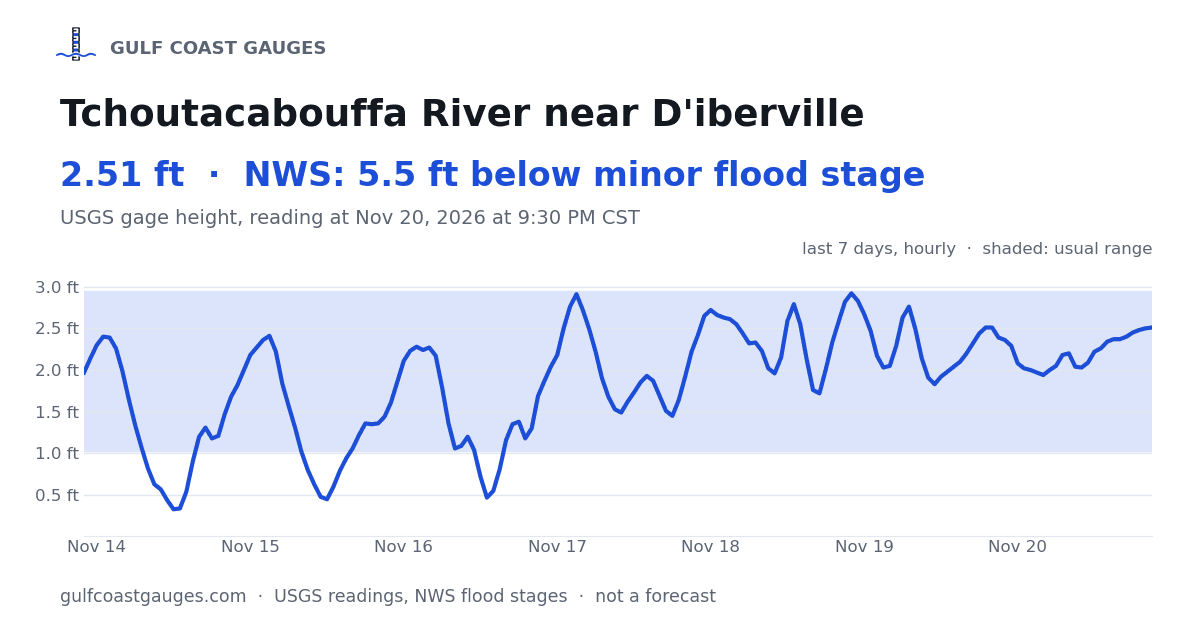 GULF COAST GAUGES
Tchoutacabouffa River near D'iberville
2.51 ft · NWS: 5.5 ft below minor flood stage
USGS gage height, reading at Nov 20, 2026 at 9:30 PM CST
last 7 days, hourly · shaded: usual range
3.0 ft
2.5 ft
2.0 ft
1.5 ft
1.0 ft
0.5 ft
Nov 14 Nov 15 Nov 16 Nov 17 Nov 18 Nov 19 Nov 20
gulfcoastgauges.com · USGS readings, NWS flood stages · not a forecast